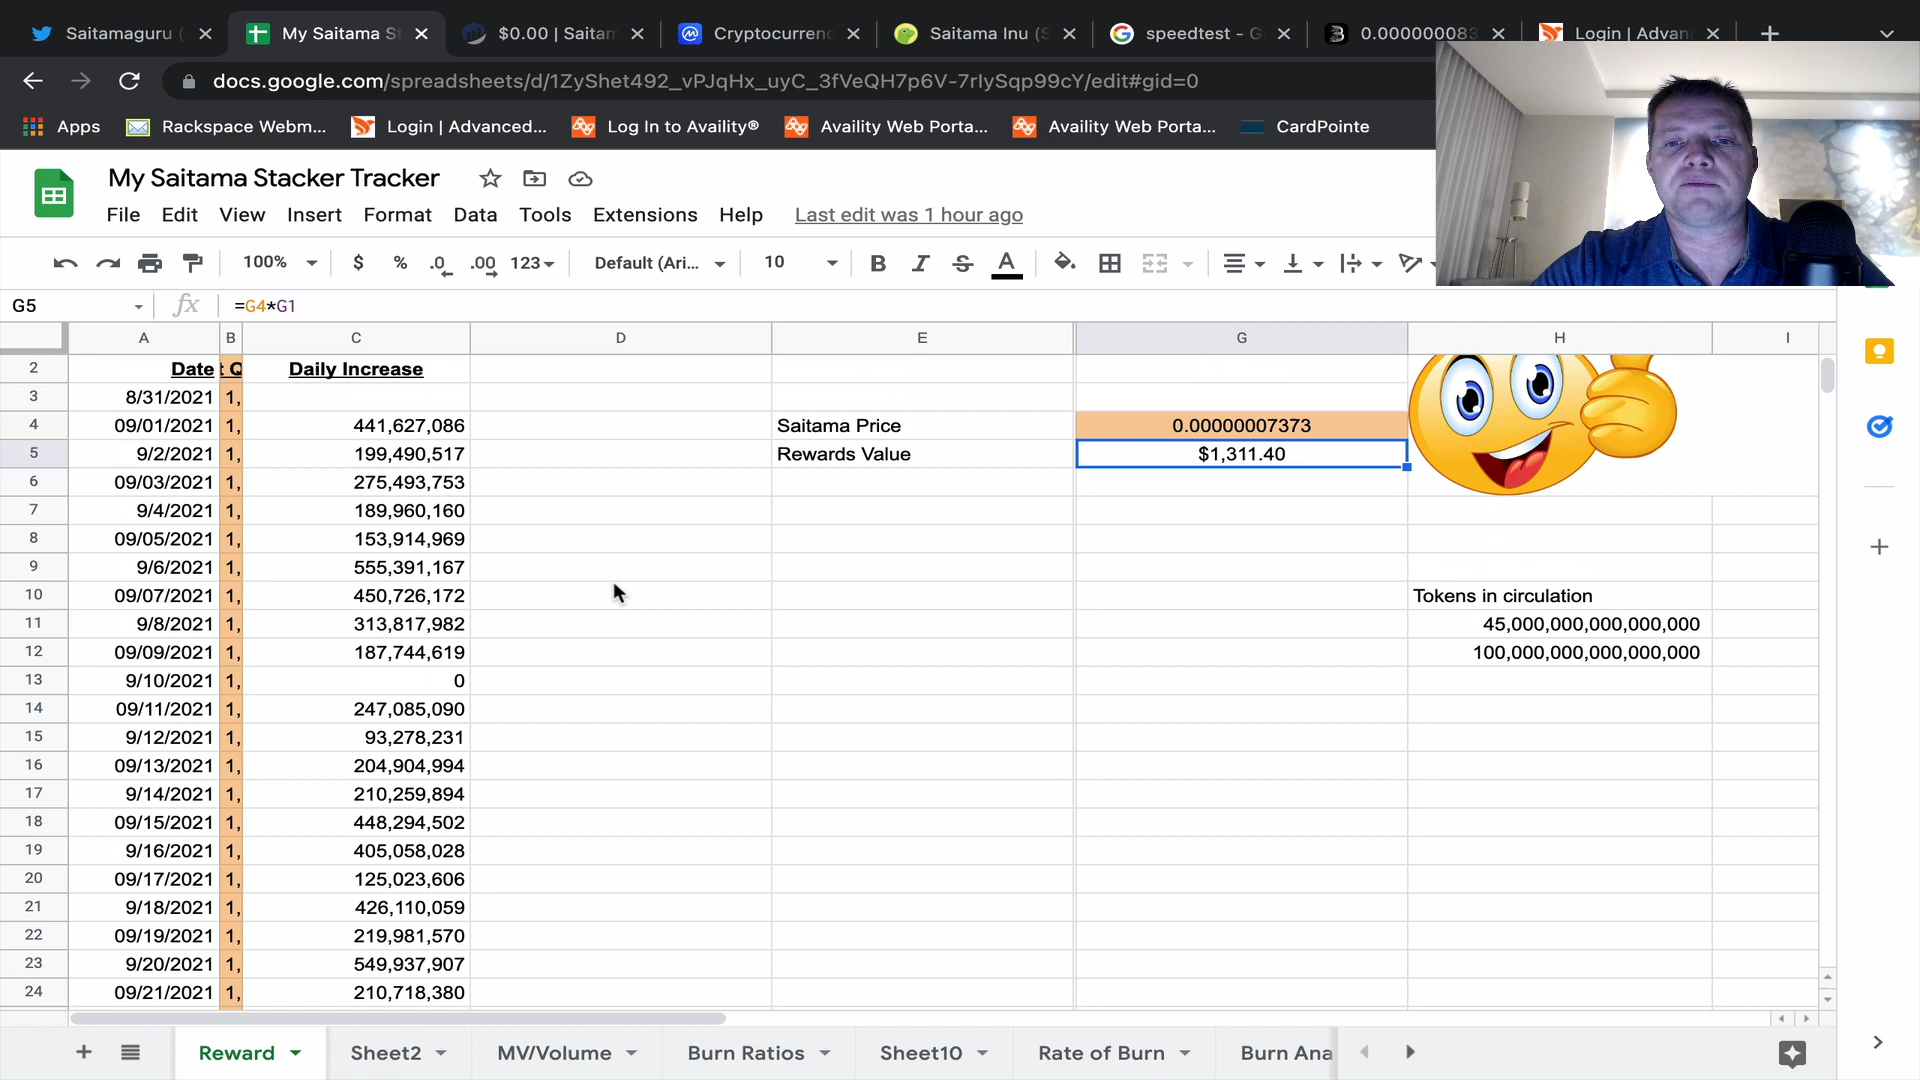 Saitamaguru (
My Saitama St
$0.00 | Saitam
Cryptocurrenc
Saitama Inu (S
speedtest - G
0.000000083
Login | Advan
docs.google.com/spreadsheets/d/1ZyShet492_vPJqHx_uyC_3fVeQH7p6V-7rIySqp99cY/edit#gid=0
Apps Rackspace Webm... Login | Advanced... Log In to Availity® Availity Web Porta... Availity Web Porta... CardPointe
My Saitama Stacker Tracker
File Edit View Insert Format Data Tools Extensions Help Last edit was 1 hour ago
100% $ % .0 .00 123 Default (Ari... 10 B I S A
G5 fx =G4*G1
A B C D E G H I
2 Date t Q Daily Increase
3 8/31/2021 1,
4 09/01/2021 1, 441,627,086 Saitama Price 0.00000007373
5 9/2/2021 1, 199,490,517 Rewards Value $1,311.40
6 09/03/2021 1, 275,493,753
7 9/4/2021 1, 189,960,160
8 09/05/2021 1, 153,914,969
9 9/6/2021 1, 555,391,167
10 09/07/2021 1, 450,726,172 Tokens in circulation
11 9/8/2021 1, 313,817,982 45,000,000,000,000,000
12 09/09/2021 1, 187,744,619 100,000,000,000,000,000
13 9/10/2021 1, 0
14 09/11/2021 1, 247,085,090
15 9/12/2021 1, 93,278,231
16 09/13/2021 1, 204,904,994
17 9/14/2021 1, 210,259,894
18 09/15/2021 1, 448,294,502
19 9/16/2021 1, 405,058,028
20 09/17/2021 1, 125,023,606
21 9/18/2021 1, 426,110,059
22 09/19/2021 1, 219,981,570
23 9/20/2021 1, 549,937,907
24 09/21/2021 1, 210,718,380
Reward Sheet2 MV/Volume Burn Ratios Sheet10 Rate of Burn Burn Ana